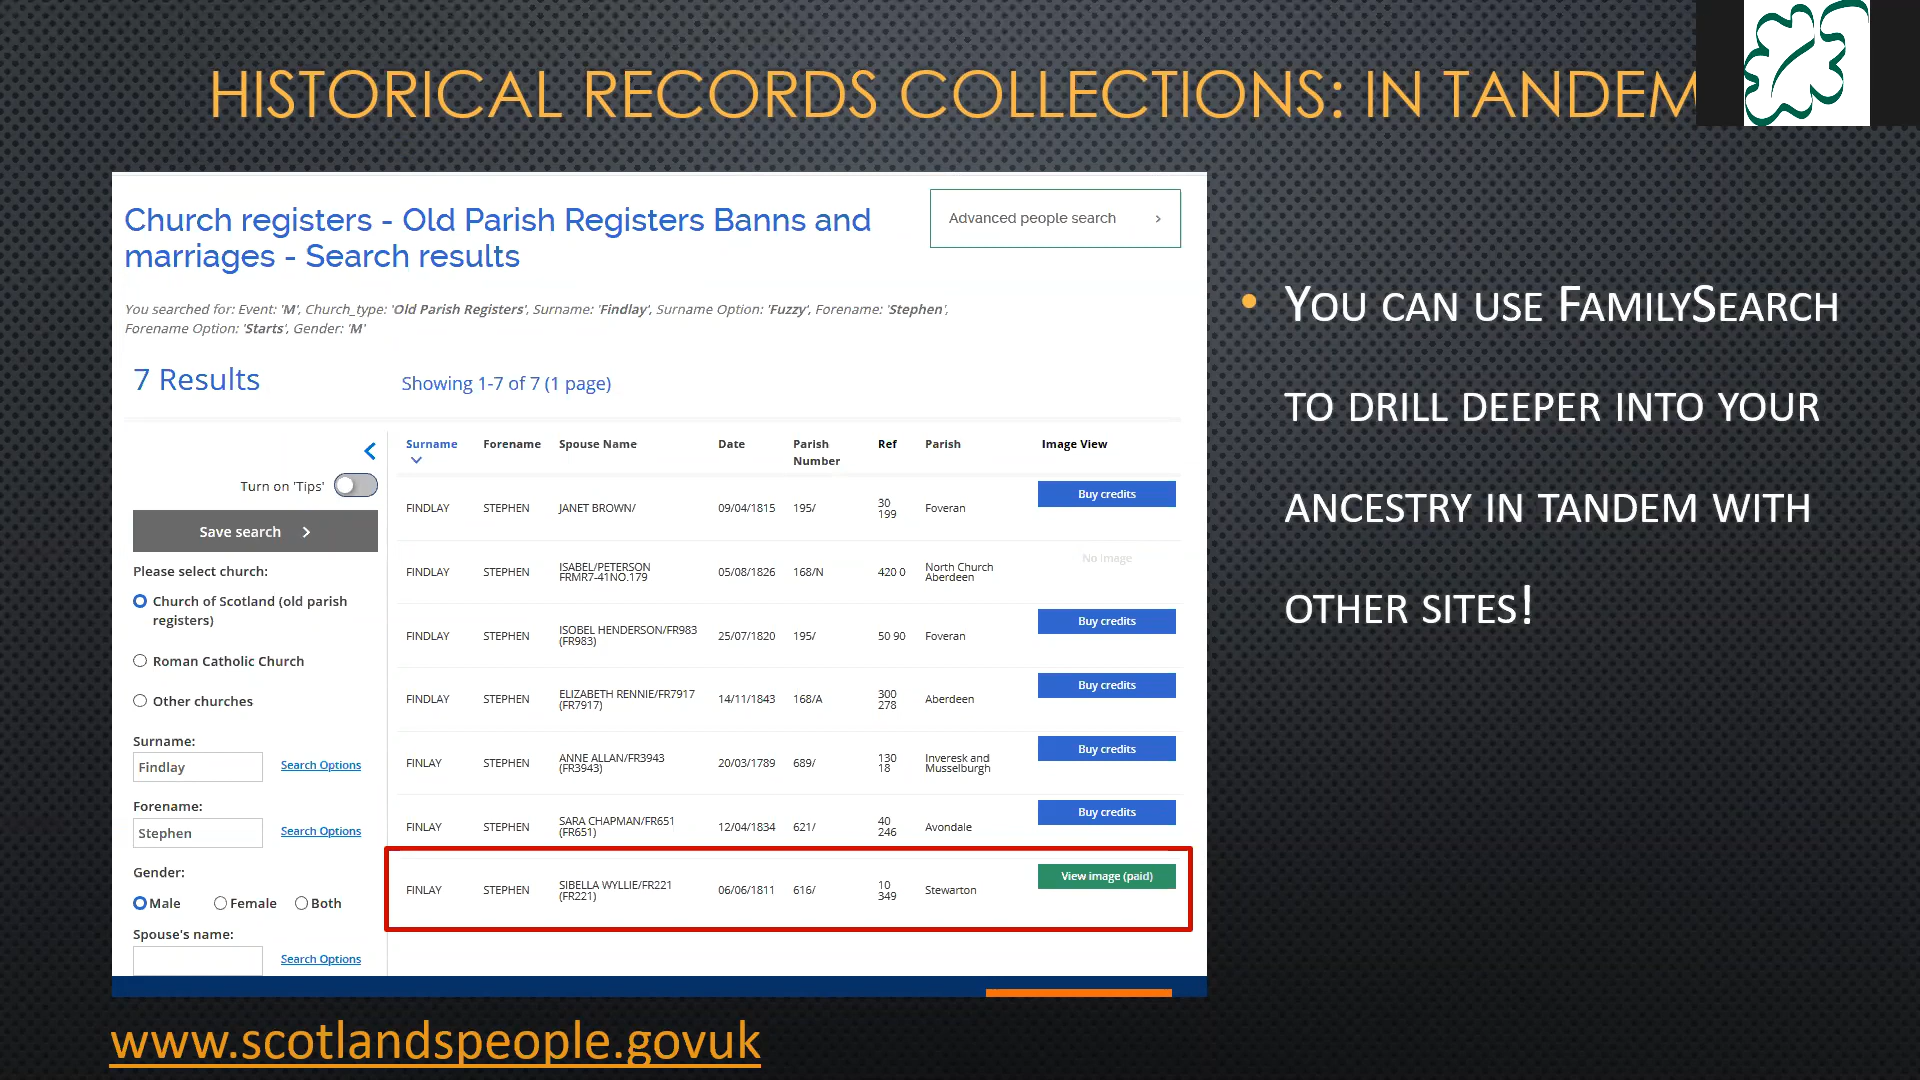 HISTORICAL RECORDS COLLECTIONS: IN TANDEM
Church registers - Old Parish Registers Banns and
marriages - Search results
Advanced people search
You searched for: Event: 'M', Church_type: 'Old Parish Registers', Surname: 'Findlay', Surname Option: 'Fuzzy', Forename: 'Stephen',
Forename Option: 'Starts', Gender: 'M'
7 Results
Showing 1-7 of 7 (1 page)
Turn on 'Tips'
Save search
Please select church:
Church of Scotland (old parish
registers)
Roman Catholic Church
Other churches
Surname:
Findlay Search Options
Forename:
Stephen Search Options
Gender:
Male Female Both
Spouse's name:
Search Options
Surname Forename Spouse Name Date Parish Ref Parish Image View
Number
Buy credits
FINDLAY STEPHEN JANET BROWN/ 09/04/1815 195/ 30 199 Foveran
No image
FINDLAY STEPHEN ISABEL/PETERSON FRMR7-41NO.179 05/08/1826 168/N 420 0 North Church Aberdeen
Buy credits
FINDLAY STEPHEN ISOBEL HENDERSON/FR983 (FR983) 25/07/1820 195/ 50 90 Foveran
Buy credits
FINDLAY STEPHEN ELIZABETH RENNIE/FR7917 (FR7917) 14/11/1843 168/A 300 278 Aberdeen
Buy credits
FINLAY STEPHEN ANNE ALLAN/FR3943 (FR3943) 20/03/1789 689/ 130 18 Inveresk and Musselburgh
Buy credits
FINLAY STEPHEN SARA CHAPMAN/FR651 (FR651) 12/04/1834 621/ 40 246 Avondale
View image (paid)
FINLAY STEPHEN SIBELLA WYLLIE/FR221 (FR221) 06/06/1811 616/ 10 349 Stewarton
• You can use FamilySearch
to drill deeper into your
ancestry in tandem with
other sites!
www.scotlandspeople.govuk